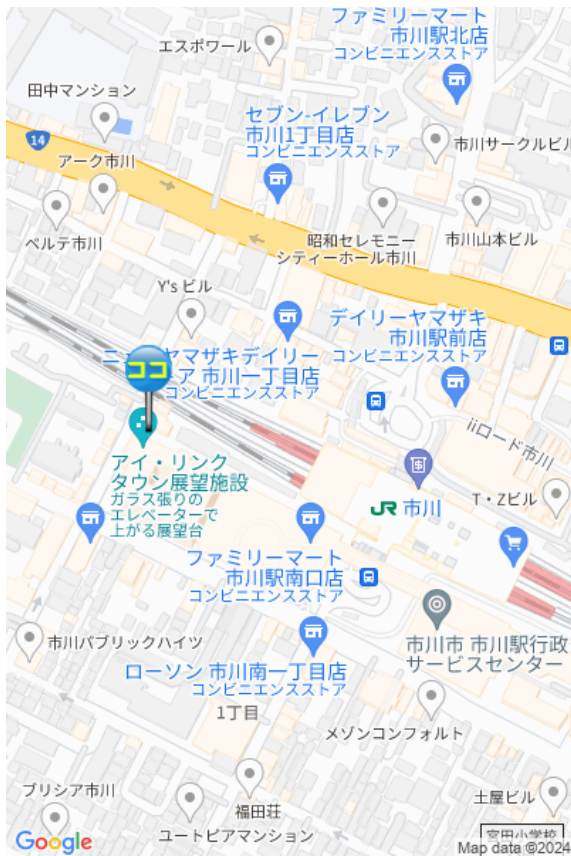 ファミリーマート
市川駅北店
コンビニエンスストア
エスポワール
田中マンション
セブン-イレブン
市川1丁目店
コンビニエンスストア
14
市川サークルビル
アーク市川
ベルテ市川
昭和セレモニー
シティーホール市川
市川山本ビル
Y's ビル
デイリーヤマザキ
市川駅前店
コンビニエンスストア
ニュ
ヤマザキデイリー
ア 市川一丁目店
コンビニエンスストア
ココ
iiロード市川
アイ・リンク
タウン展望施設
ガラス張りの
エレベーターで
上がる展望台
JR 市川
T・Zビル
ファミリーマート
市川駅南口店
コンビニエンスストア
市川パブリックハイツ
市川市 市川駅行政
サービスセンター
ローソン 市川南一丁目店
コンビニエンスストア
1丁目
メゾンコンフォルト
ブリシア市川
福田荘
土屋ビル
ユートピアマンション
宮田小学校
Google
Map data ©2024